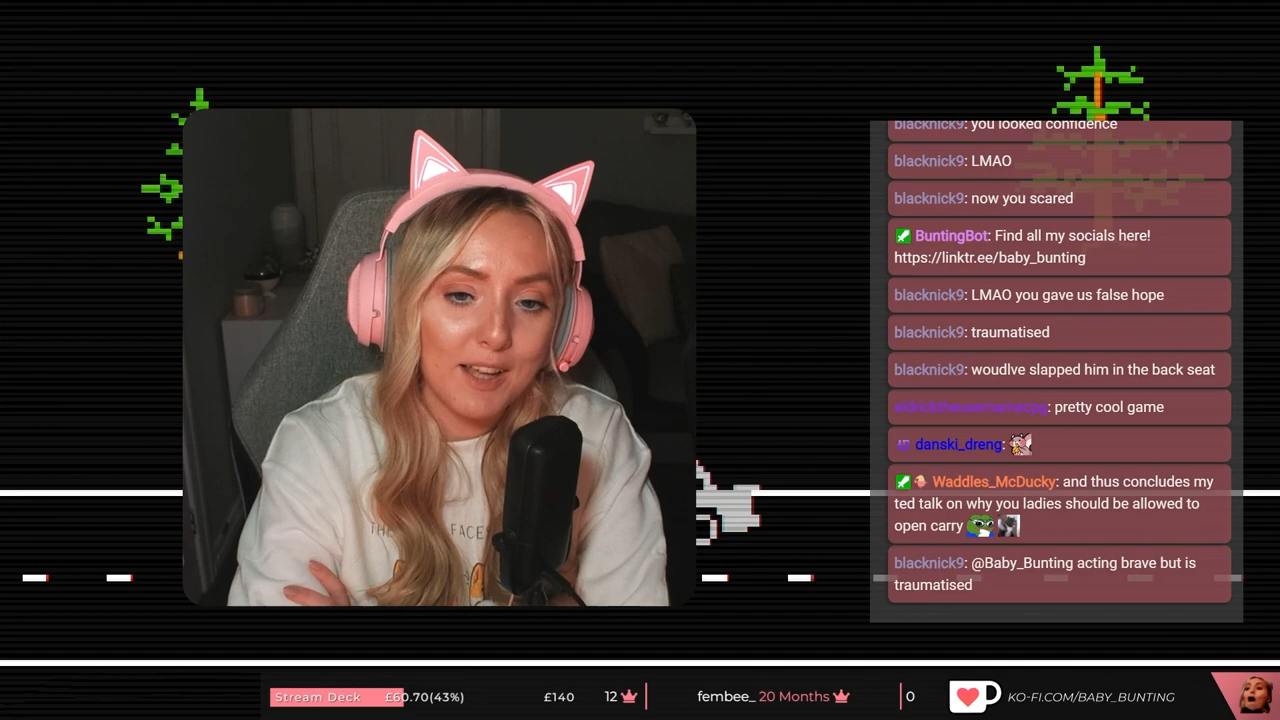 blacknick9: you looked confidence
blacknick9: LMAO
blacknick9: now you scared
BuntingBot: Find all my socials here!
https://linktr.ee/baby_bunting
blacknick9: LMAO you gave us false hope
blacknick9: traumatised
blacknick9: woudlve slapped him in the back seat
: pretty cool game
danski_dreng:
Waddles_McDucky: and thus concludes my
ted talk on why you ladies should be allowed to
open carry
blacknick9: @Baby_Bunting acting brave but is
traumatised
THE FACES
Stream Deck £60.70(43%) £140 12 fembee_ 20 Months 0 KO-FI.COM/BABY_BUNTING